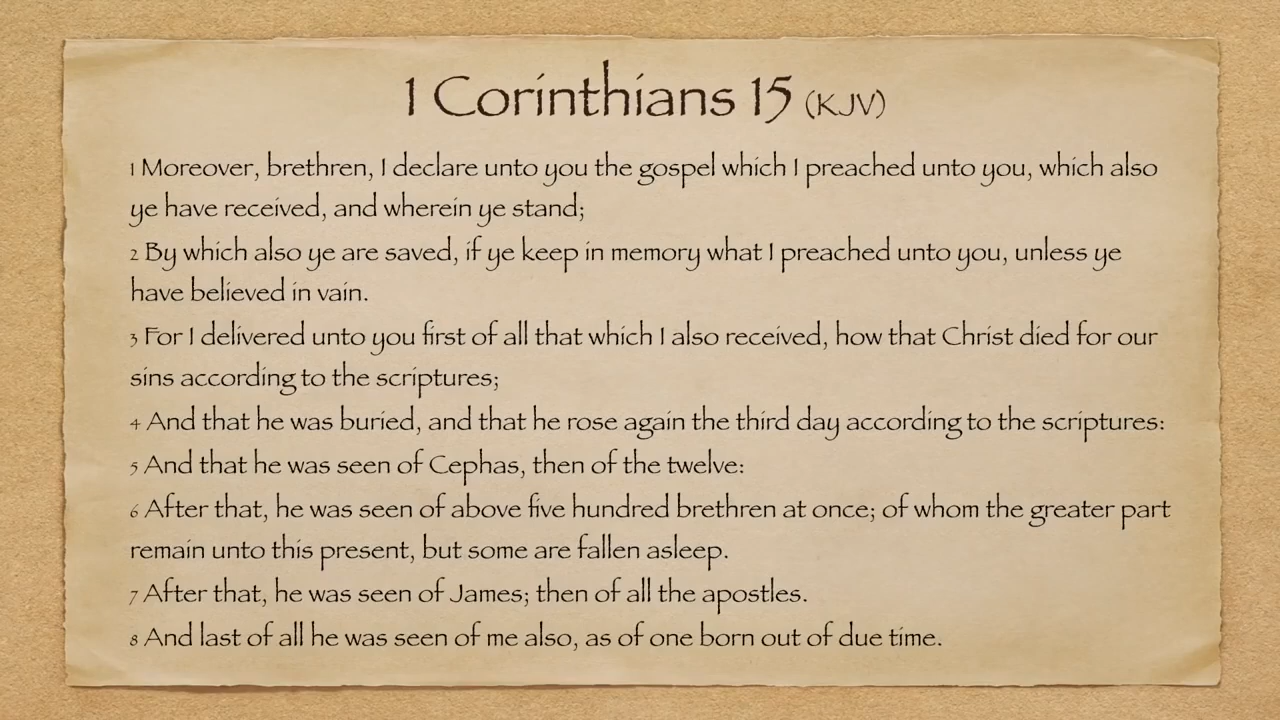 1 Corinthians 15 (KJV)
1 Moreover, brethren, I declare unto you the gospel which I preached unto you, which also
ye have received, and wherein ye stand;
2 By which also ye are saved, if ye keep in memory what I preached unto you, unless ye
have believed in vain.
3 For I delivered unto you first of all that which I also received, how that Christ died for our
sins according to the scriptures;
4 And that he was buried, and that he rose again the third day according to the scriptures:
5 And that he was seen of Cephas, then of the twelve:
6 After that, he was seen of above five hundred brethren at once; of whom the greater part
remain unto this present, but some are fallen asleep.
7 After that, he was seen of James; then of all the apostles.
8 And last of all he was seen of me also, as of one born out of due time.